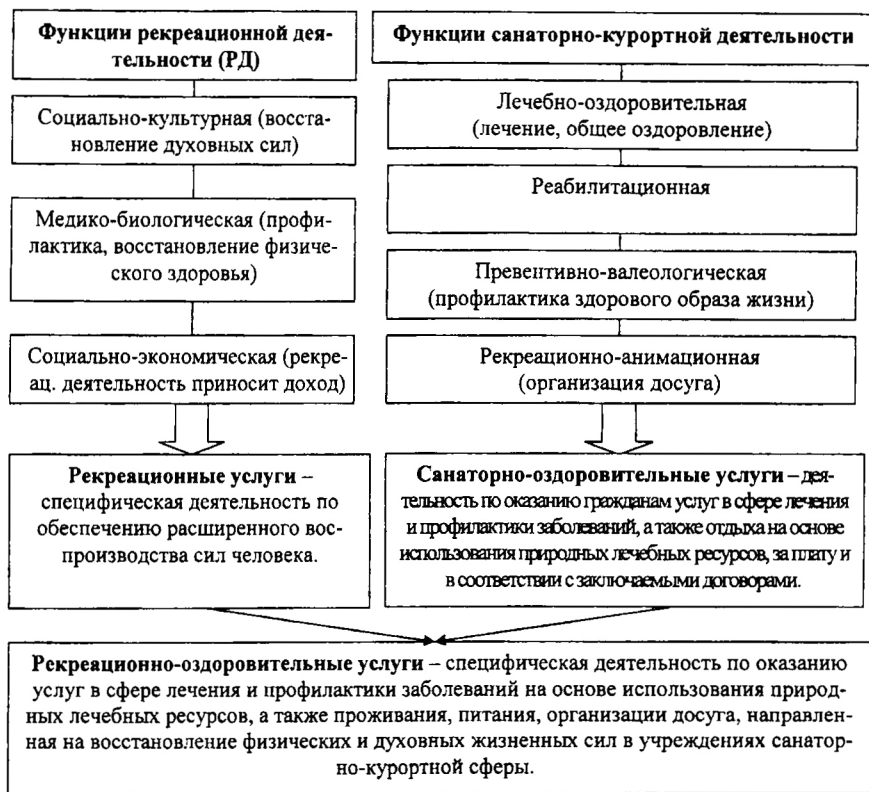 Функции рекреационной дея-
тельности (РД)
Социально-культурная (восста-
новление духовных сил)
Медико-биологическая (профи-
лактика, восстановление физиче-
ского здоровья)
Социально-экономическая (рекре-
ац. деятельность приносит доход)
Рекреационные услуги –
специфическая деятельность по
обеспечению расширенного вос-
производства сил человека.
Функции санаторно-курортной деятельности
Лечебно-оздоровительная
(лечение, общее оздоровление)
Реабилитационная
Превентивно-валеологическая
(профилактика здорового образа жизни)
Рекреационно-анимационная
(организация досуга)
Санаторно-оздоровительные услуги – дея-
тельность по оказанию гражданам услуг в сфере лечения
и профилактики заболеваний, а также отдыха на основе
использования природных лечебных ресурсов, за плату и
в соответствии с заключаемыми договорами.
Рекреационно-оздоровительные услуги – специфическая деятельность по оказанию
услуг в сфере лечения и профилактики заболеваний на основе использования природ-
ных лечебных ресурсов, а также проживания, питания, организации досуга, направлен-
ная на восстановление физических и духовных жизненных сил в учреждениях санатор-
но-курортной сферы.